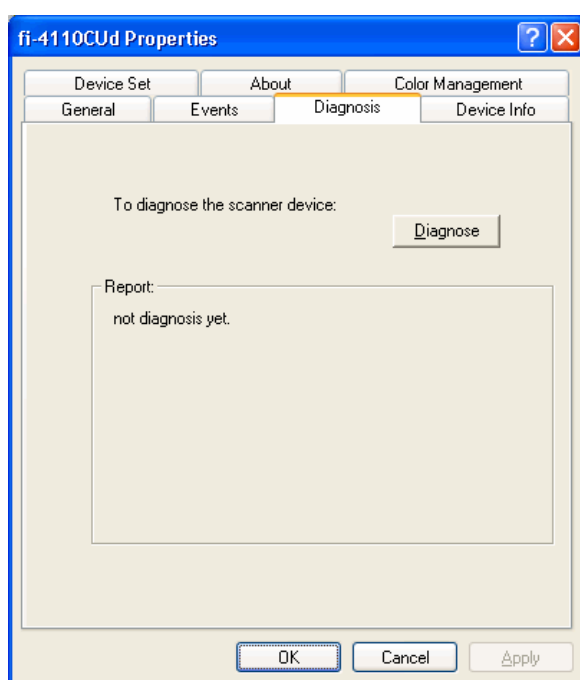 fi-4110CUd Properties
Device Set About Color Management
General Events Diagnosis Device Info
To diagnose the scanner device:
Diagnose
Report:
not diagnosis yet.
OK Cancel Apply